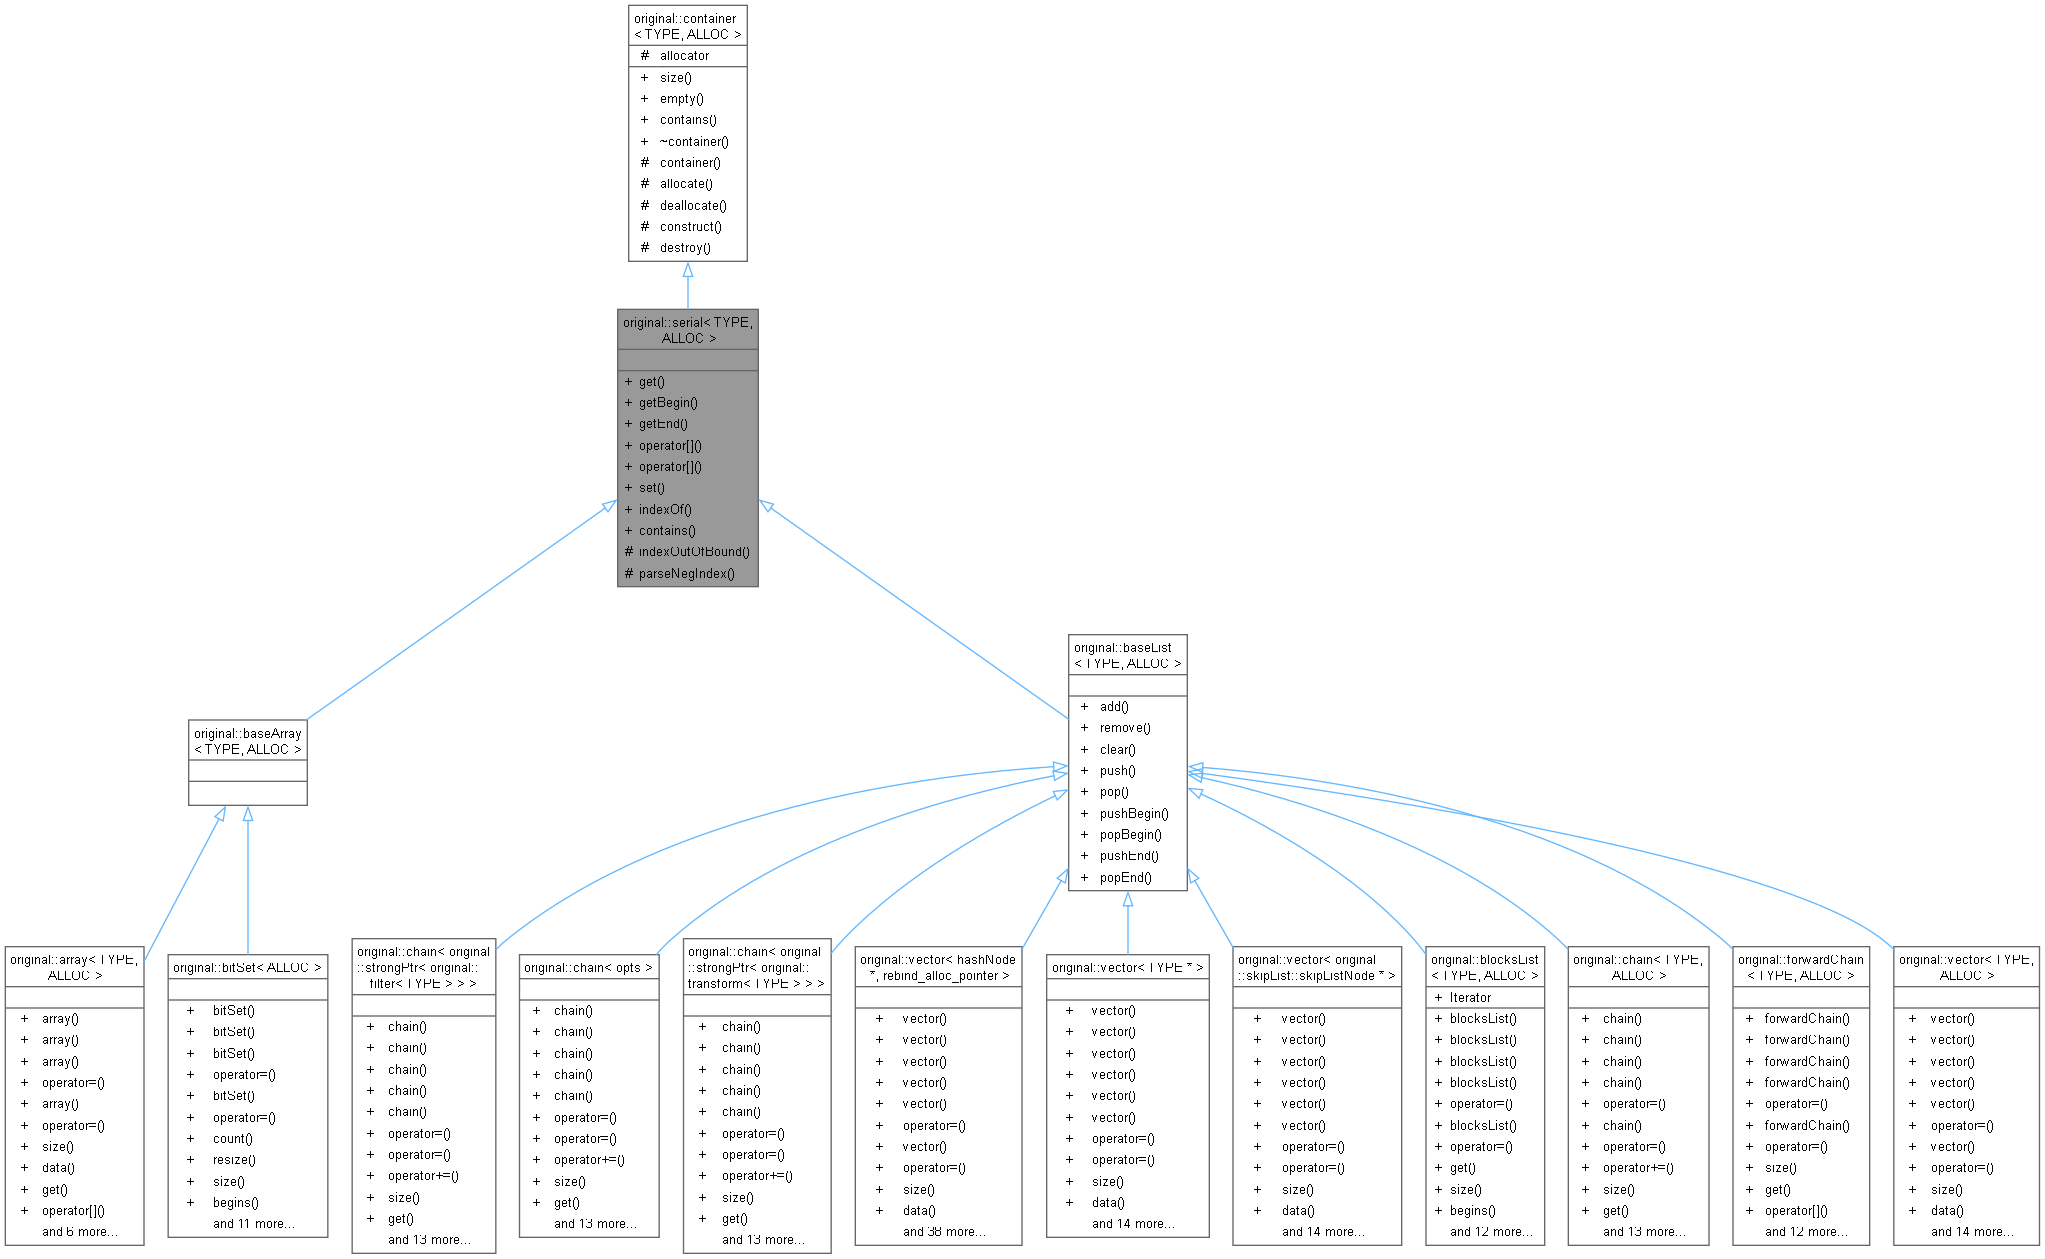 original::container
< TYPE, ALLOC >
# allocator
+ size()
+ empty()
+ contains()
+ ~container()
# container()
# allocate()
# deallocate()
# construct()
# destroy()
original::serial< TYPE,
ALLOC >
+ get()
+ getBegin()
+ getEnd()
+ operator[]()
+ operator[]()
+ set()
+ indexOf()
+ contains()
# indexOutOfBound()
# parseNegIndex()
original::baseArray
< TYPE, ALLOC >
original::baseList
< TYPE, ALLOC >
+ add()
+ remove()
+ clear()
+ push()
+ pop()
+ pushBegin()
+ popBegin()
+ pushEnd()
+ popEnd()
original::array< TYPE,
ALLOC >
+ array()
+ array()
+ array()
+ operator=()
+ array()
+ operator=()
+ size()
+ data()
+ get()
+ operator[]()
and 6 more...
original::bitSet< ALLOC >
+ bitSet()
+ bitSet()
+ bitSet()
+ operator=()
+ bitSet()
+ operator=()
+ count()
+ resize()
+ size()
+ begins()
and 11 more...
original::chain< original
::strongPtr< original::
filter< TYPE > > >
+ chain()
+ chain()
+ chain()
+ chain()
+ chain()
+ operator=()
+ operator=()
+ operator+=()
+ size()
+ get()
and 13 more...
original::chain< opts >
+ chain()
+ chain()
+ chain()
+ chain()
+ chain()
+ operator=()
+ operator=()
+ operator+=()
+ size()
+ get()
and 13 more...
original::chain< original
::strongPtr< original::
transform< TYPE > > >
+ chain()
+ chain()
+ chain()
+ chain()
+ chain()
+ operator=()
+ operator=()
+ operator+=()
+ size()
+ get()
and 13 more...
original::vector< hashNode
*, rebind_alloc_pointer >
+ vector()
+ vector()
+ vector()
+ vector()
+ vector()
+ operator=()
+ vector()
+ operator=()
+ size()
+ data()
and 38 more...
original::vector< TYPE * >
+ vector()
+ vector()
+ vector()
+ vector()
+ vector()
+ vector()
+ operator=()
+ operator=()
+ size()
+ data()
and 14 more...
original::vector< original
::skipList::skipListNode * >
+ vector()
+ vector()
+ vector()
+ vector()
+ vector()
+ vector()
+ operator=()
+ operator=()
+ size()
+ data()
and 14 more...
original::blocksList
< TYPE, ALLOC >
+ Iterator
+ blocksList()
+ blocksList()
+ blocksList()
+ blocksList()
+ operator=()
+ blocksList()
+ operator=()
+ get()
+ size()
+ begins()
and 12 more...
original::chain< TYPE,
ALLOC >
+ chain()
+ chain()
+ chain()
+ chain()
+ operator=()
+ chain()
+ operator=()
+ operator+=()
+ size()
+ get()
and 13 more...
original::forwardChain
< TYPE, ALLOC >
+ forwardChain()
+ forwardChain()
+ forwardChain()
+ forwardChain()
+ operator=()
+ forwardChain()
+ operator=()
+ size()
+ get()
+ operator[]()
and 12 more...
original::vector< TYPE,
ALLOC >
+ vector()
+ vector()
+ vector()
+ vector()
+ vector()
+ operator=()
+ vector()
+ operator=()
+ size()
+ data()
and 14 more...